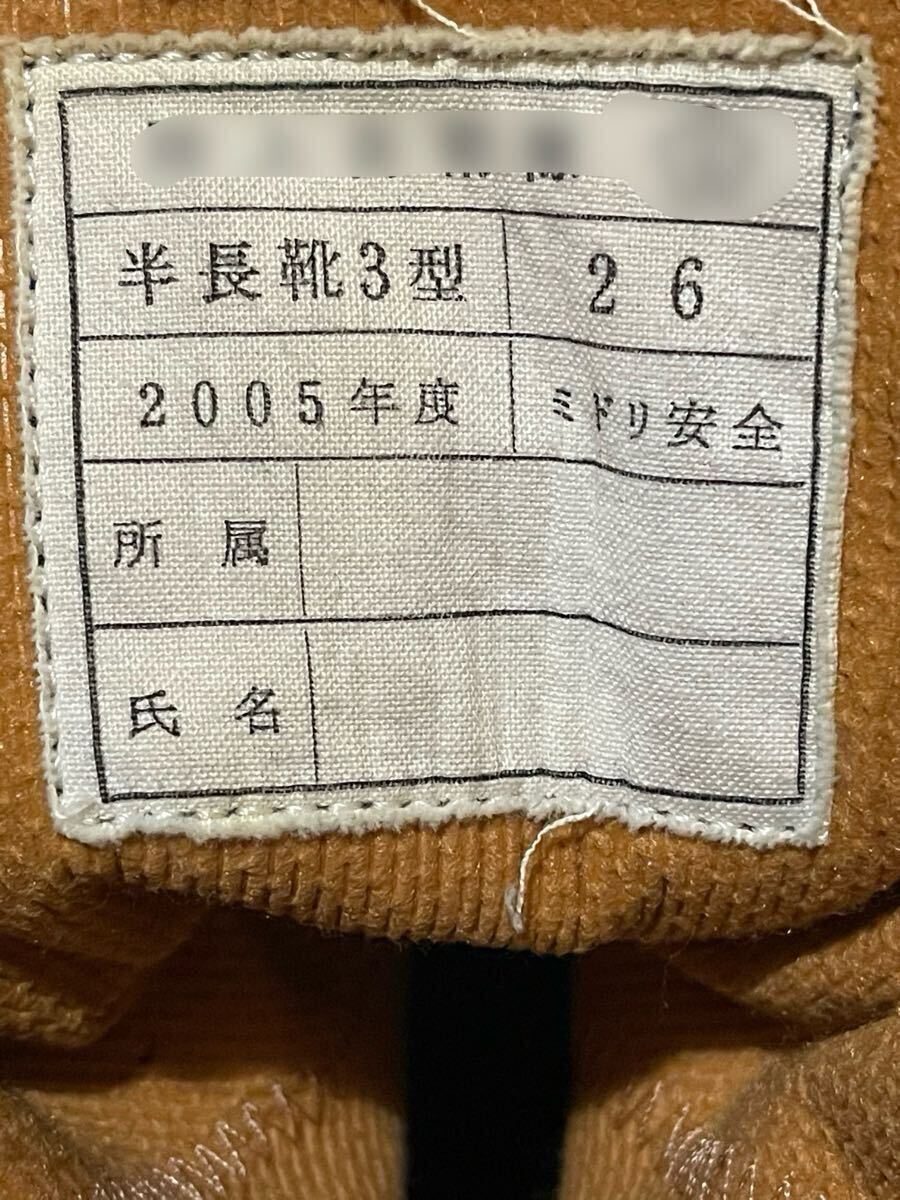 半長靴3型 26
2005年度 ミドリ安全
所属
氏名